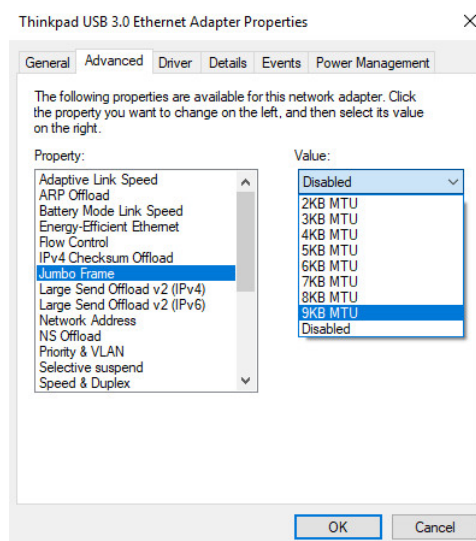 Thinkpad USB 3.0 Ethernet Adapter Properties
General Advanced Driver Details Events Power Management
The following properties are available for this network adapter. Click
the property you want to change on the left, and then select its value
on the right.
Property:
Value:
Adaptive Link Speed
ARP Offload
Battery Mode Link Speed
Energy-Efficient Ethernet
Flow Control
IPv4 Checksum Offload
Jumbo Frame
Large Send Offload v2 (IPv4)
Large Send Offload v2 (IPv6)
Network Address
NS Offload
Priority & VLAN
Selective suspend
Speed & Duplex
Disabled
2KB MTU
3KB MTU
4KB MTU
5KB MTU
6KB MTU
7KB MTU
8KB MTU
9KB MTU
Disabled
OK
Cancel